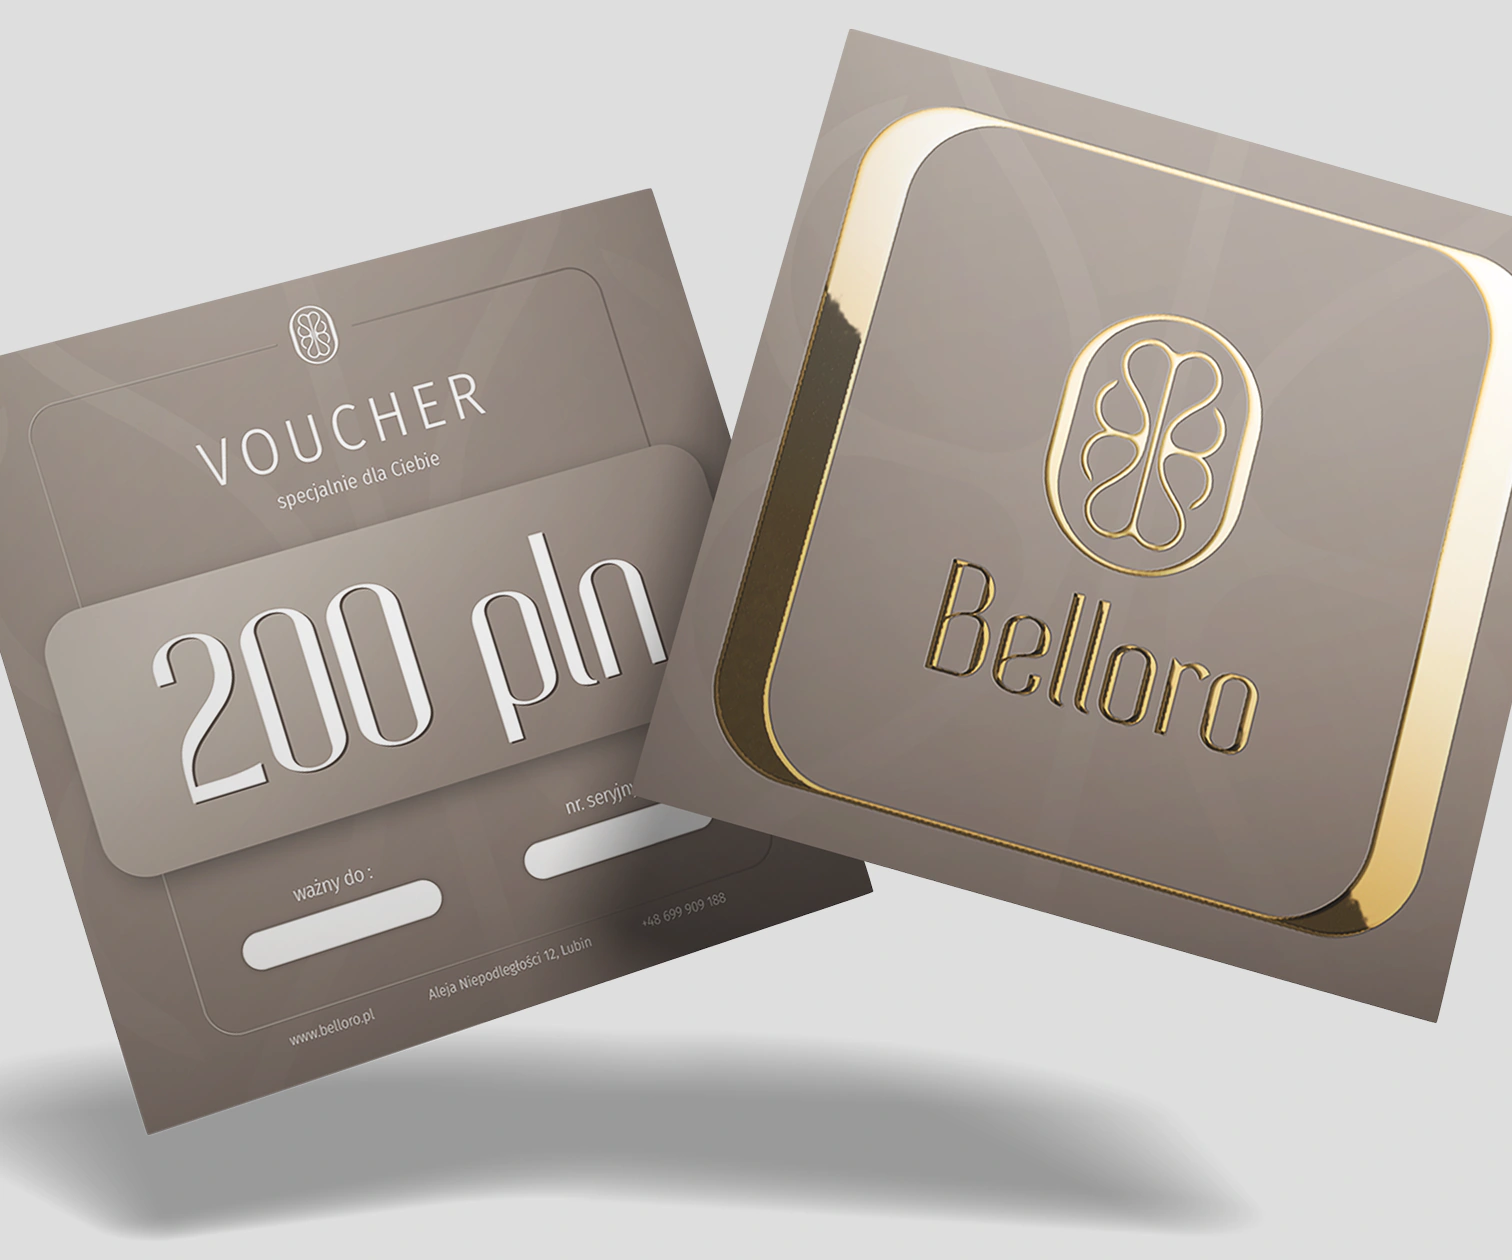 VOUCHER
specjalnie dla Ciebie
200 pln
ważny do :
nr. seryjny
www.belloro.pl
Aleja Niepodległości 12, Lubin
+48 699 909 188
Belloro